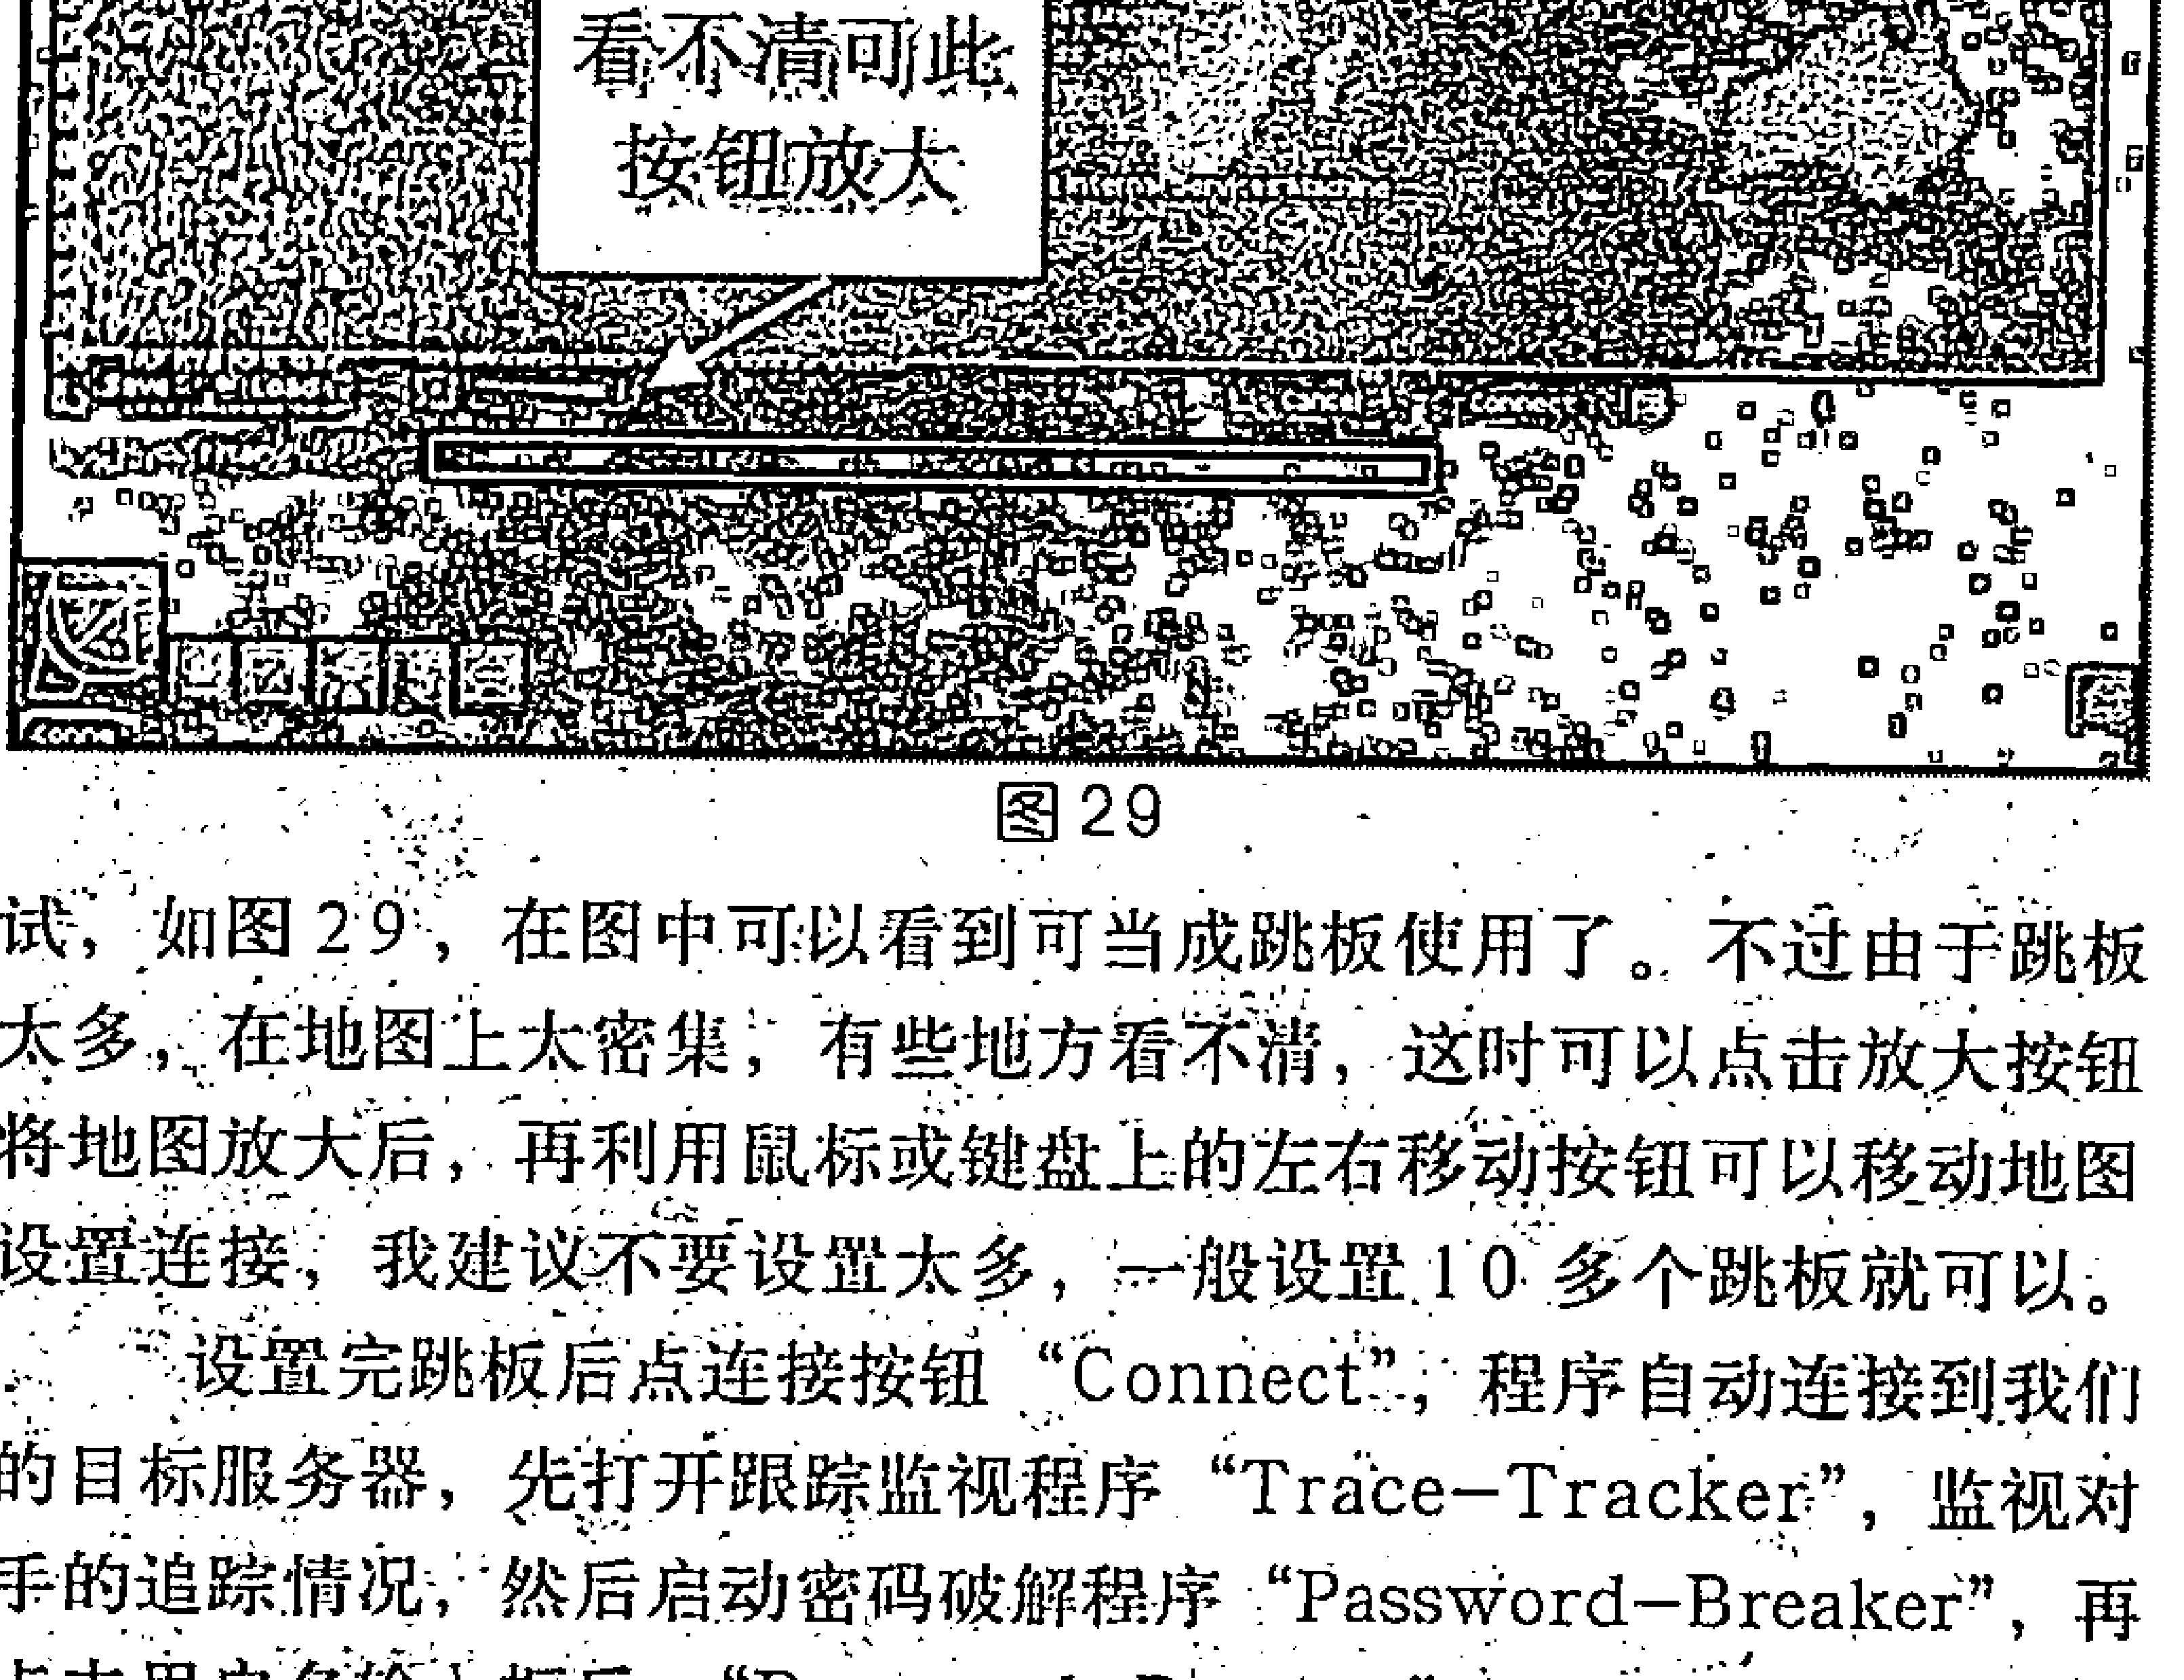 看不清可此
按钮放大
图29
试，如图29，在图中可以看到可当成跳板使用了。不过由于跳板
太多，在地图上太密集，有些地方看不清，这时可以点击放大按钮
将地图放大后，再利用鼠标或键盘上的左右移动按钮可以移动地图
设置连接，我建议不要设置太多，一般设置10多个跳板就可以。
设置完跳板后点连接按钮“Connect”，程序自动连接到我们
的目标服务器，先打开跟踪监视程序“Trace-Tracker”，监视对
手的追踪情况，然后启动密码破解程序“Password-Breaker”，再